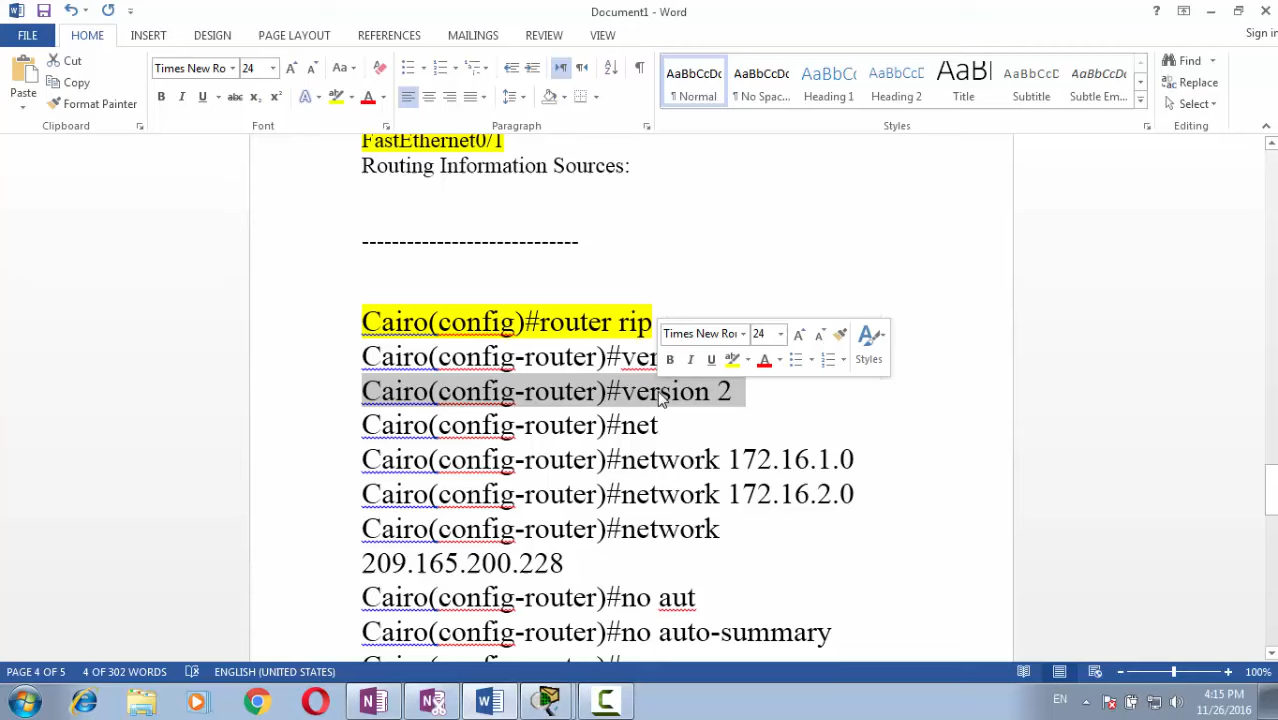 Document1 - Word
Sign in
FILE HOME INSERT DESIGN PAGE LAYOUT REFERENCES MAILINGS REVIEW VIEW
Paste
Cut
Copy
Format Painter
Clipboard
Times New Ro 24
Font
Paragraph
AaBbCcDc ¶ Normal
AaBbCcDc ¶ No Spac...
AaBbCc Heading 1
AaBbCcC Heading 2
AaBl Title
AaBbCcC Subtitle
AaBbCcDc Subtle Em...
Styles
Find
Replace
Select
Editing
FastEthernet0/1
Routing Information Sources:
-----------------------------
Cairo(config)#router rip
Times New Ro 24
Styles
Cairo(config-router)#ver
Cairo(config-router)#version 2
Cairo(config-router)#net
Cairo(config-router)#network 172.16.1.0
Cairo(config-router)#network 172.16.2.0
Cairo(config-router)#network
209.165.200.228
Cairo(config-router)#no aut
Cairo(config-router)#no auto-summary
PAGE 4 OF 5 4 OF 302 WORDS ENGLISH (UNITED STATES) 100%
EN 4:15 PM
11/26/2016